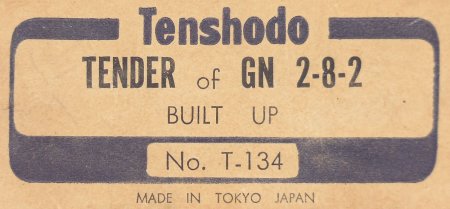 Tenshodo
TENDER of GN 2-8-2
BUILT UP
No. T-134
MADE IN TOKYO JAPAN